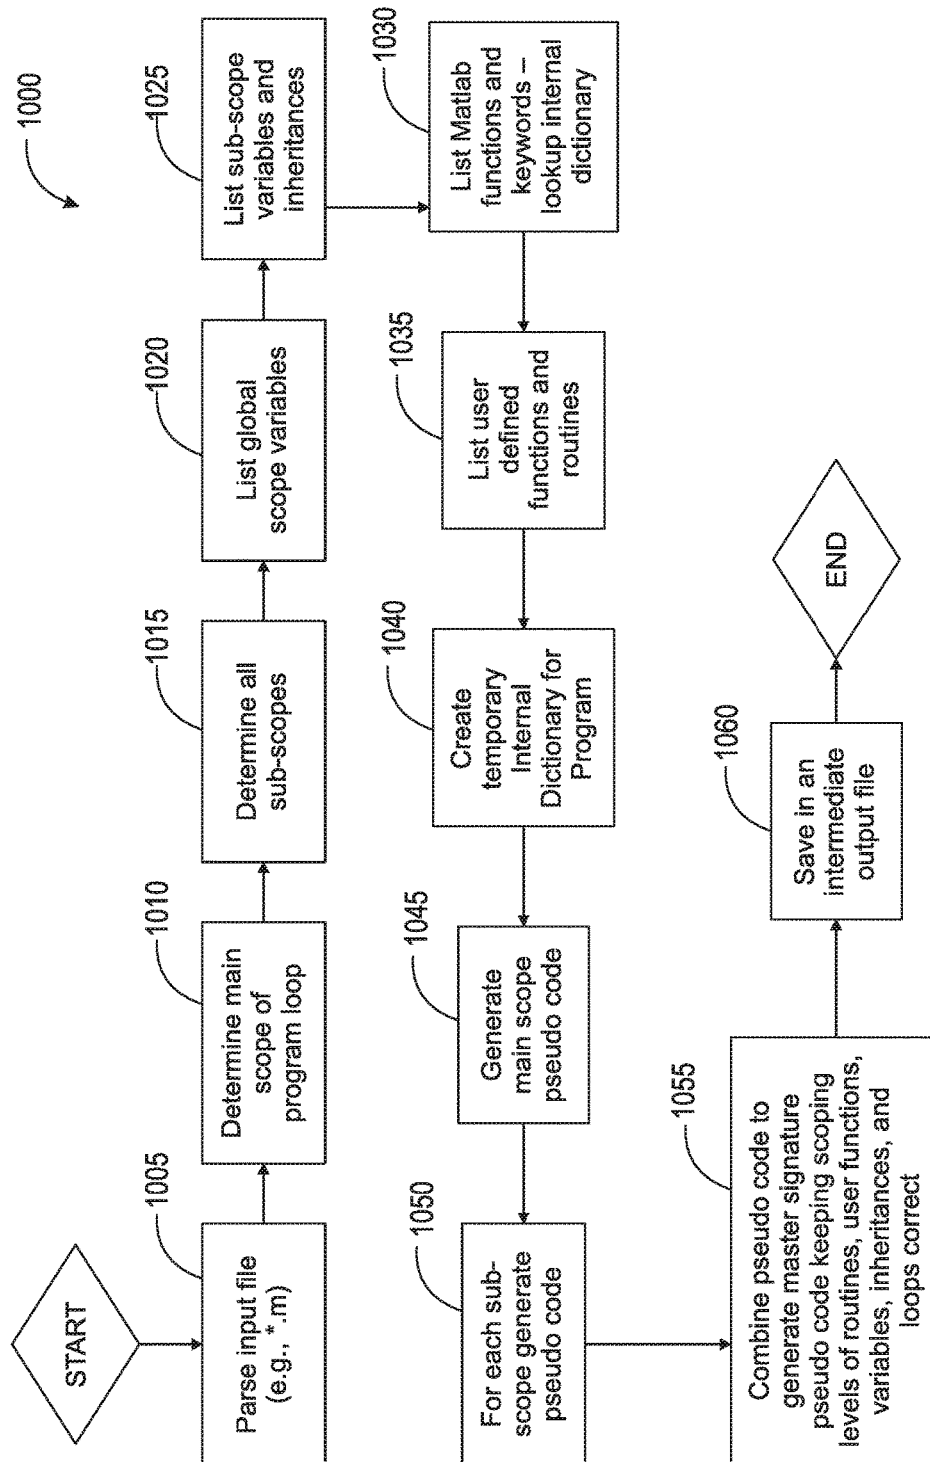 1000
START
1005
Parse input file
(e.g., *.m)
1010
Determine main
scope of
program loop
1015
Determine all
sub-scopes
1020
List global
scope variables
1025
List sub-scope
variables and
inheritances
1030
List Matlab
functions and
keywords –
lookup internal
dictionary
1035
List user
defined
functions and
routines
1040
Create
temporary
Internal
Dictionary for
Program
1045
Generate
main scope
pseudo code
1050
For each sub-
scope generate
pseudo code
1055
Combine pseudo code to
generate master signature
pseudo code keeping scoping
levels of routines, user functions,
variables, inheritances, and
loops correct
1060
Save in an
intermediate
output file
END